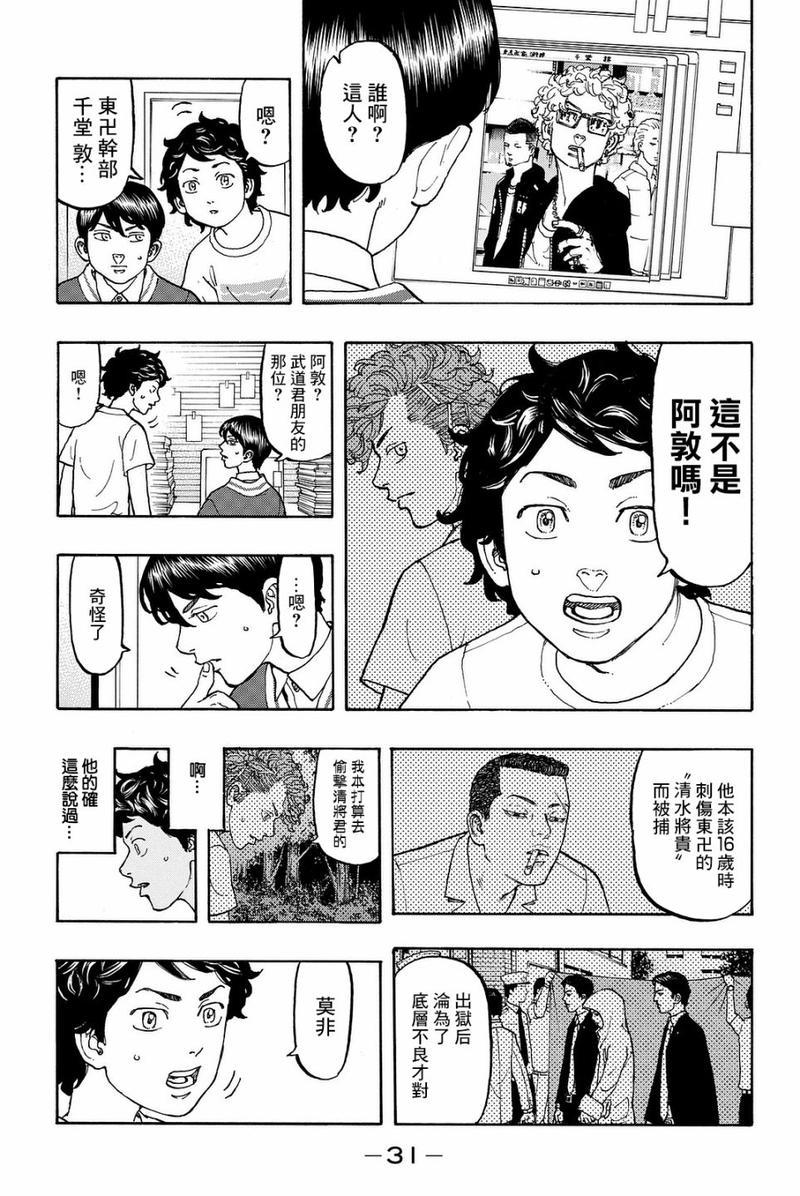 誰啊?
這人?
千堂 敦
嗯?
東卍幹部
千堂 敦…
這不是
阿敦嗎!
阿敦?
武道君朋友的
那位?
嗯!
…嗯?
奇怪了
他本該16歲時
刺傷東卍的
“清水將貴”
而被捕
我本打算去
偷擊清將君的
啊…
他的確
這麼說過…
出獄后
淪為了
底層不良才對
莫非
—31—